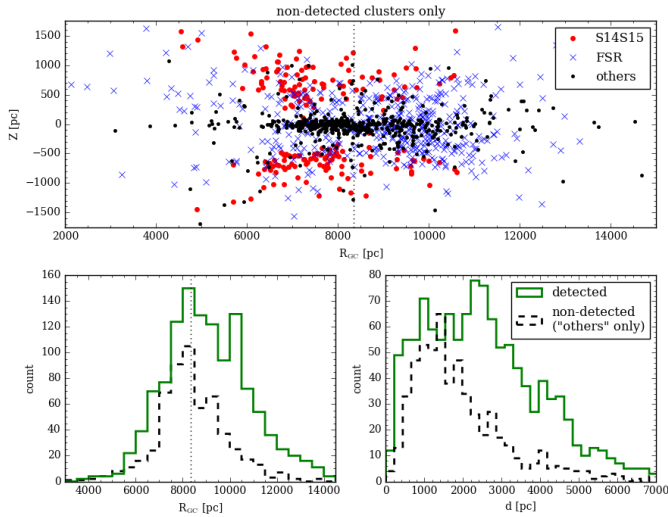 non-detected clusters only
1500
1000
500
0
−500
−1000
−1500
Z [pc]
S14S15
FSR
others
2000 4000 6000 8000 10000 12000 14000
R_GC [pc]
160
140
120
100
80
60
40
20
0
count
4000 6000 8000 10000 12000 14000
R_GC [pc]
80
70
60
50
40
30
20
10
0
count
detected
non-detected
("others" only)
0 1000 2000 3000 4000 5000 6000 7000
d [pc]